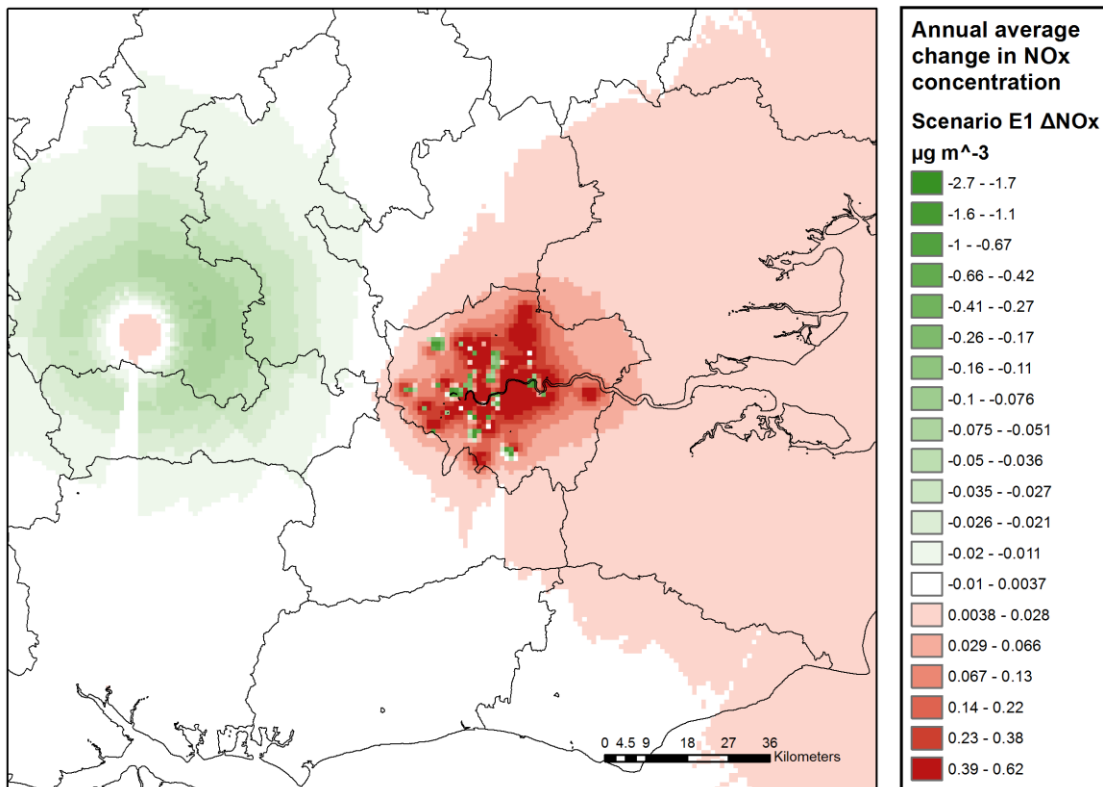 Annual average
change in NOx
concentration
Scenario E1 ΔNOx
µg m^-3
-2.7 - -1.7
-1.6 - -1.1
-1 - -0.67
-0.66 - -0.42
-0.41 - -0.27
-0.26 - -0.17
-0.16 - -0.11
-0.1 - -0.076
-0.075 - -0.051
-0.05 - -0.036
-0.035 - -0.027
-0.026 - -0.021
-0.02 - -0.011
-0.01 - 0.0037
0.0038 - 0.028
0.029 - 0.066
0.067 - 0.13
0.14 - 0.22
0.23 - 0.38
0.39 - 0.62
0 4.5 9 18 27 36
Kilometers